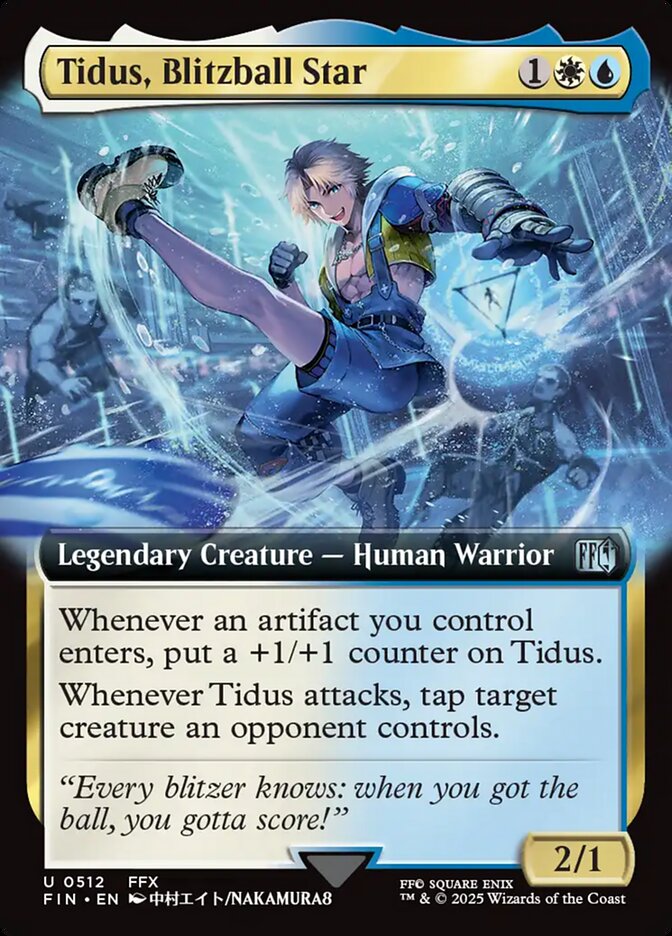 Tidus, Blitzball Star
1
Legendary Creature — Human Warrior
Whenever an artifact you control
enters, put a +1/+1 counter on Tidus.
Whenever Tidus attacks, tap target
creature an opponent controls.
“Every blitzer knows: when you got the
ball, you gotta score!”
2/1
U 0512 FFX
FIN • EN 中村エイト/NAKAMURA8
FF© SQUARE ENIX
™ & © 2025 Wizards of the Coast